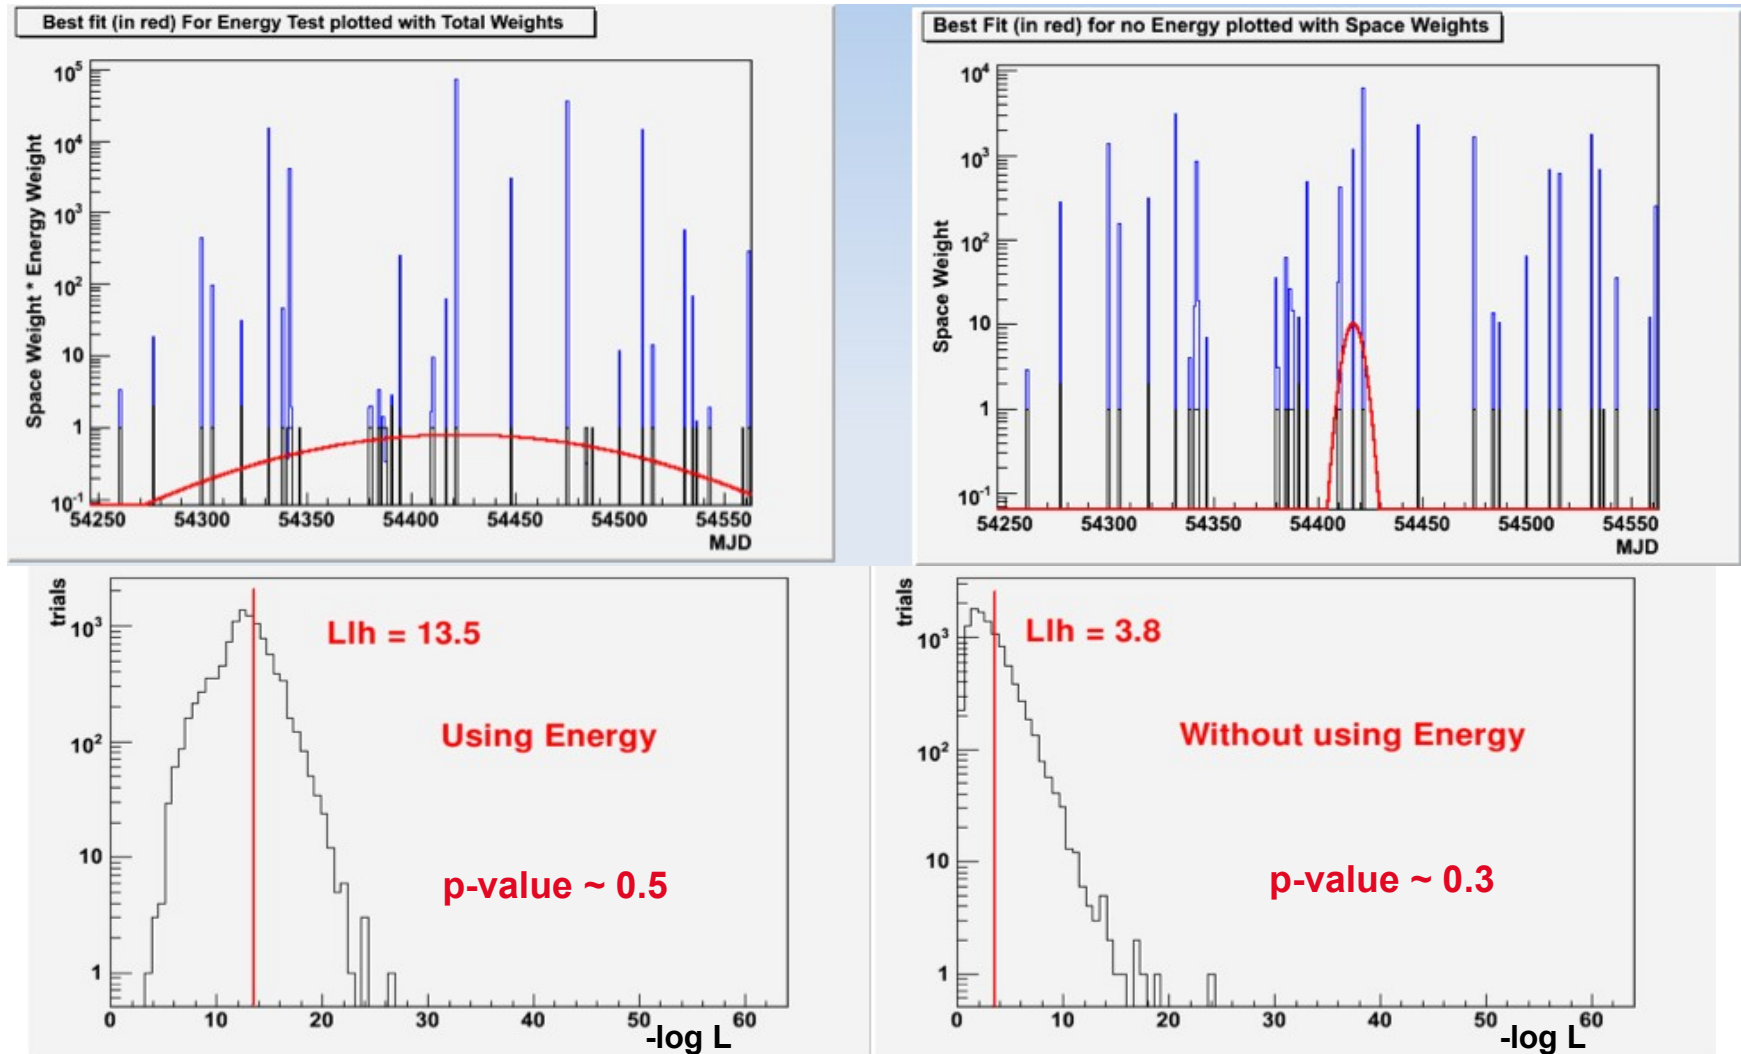 Best fit (in red) For Energy Test plotted with Total Weights
Space Weight * Energy Weight
10^5
10^4
10^3
10^2
10
1
10^-1
54250 54300 54350 54400 54450 54500 54550
MJD
Best Fit (in red) for no Energy plotted with Space Weights
Space Weight
10^4
10^3
10^2
10
1
10^-1
54250 54300 54350 54400 54450 54500 54550
MJD
trials
10^3
10^2
10
1
Llh = 13.5
Using Energy
p-value ~ 0.5
0 10 20 30 40 50 60
-log L
trials
10^3
10^2
10
1
Llh = 3.8
Without using Energy
p-value ~ 0.3
0 10 20 30 40 50 60
-log L